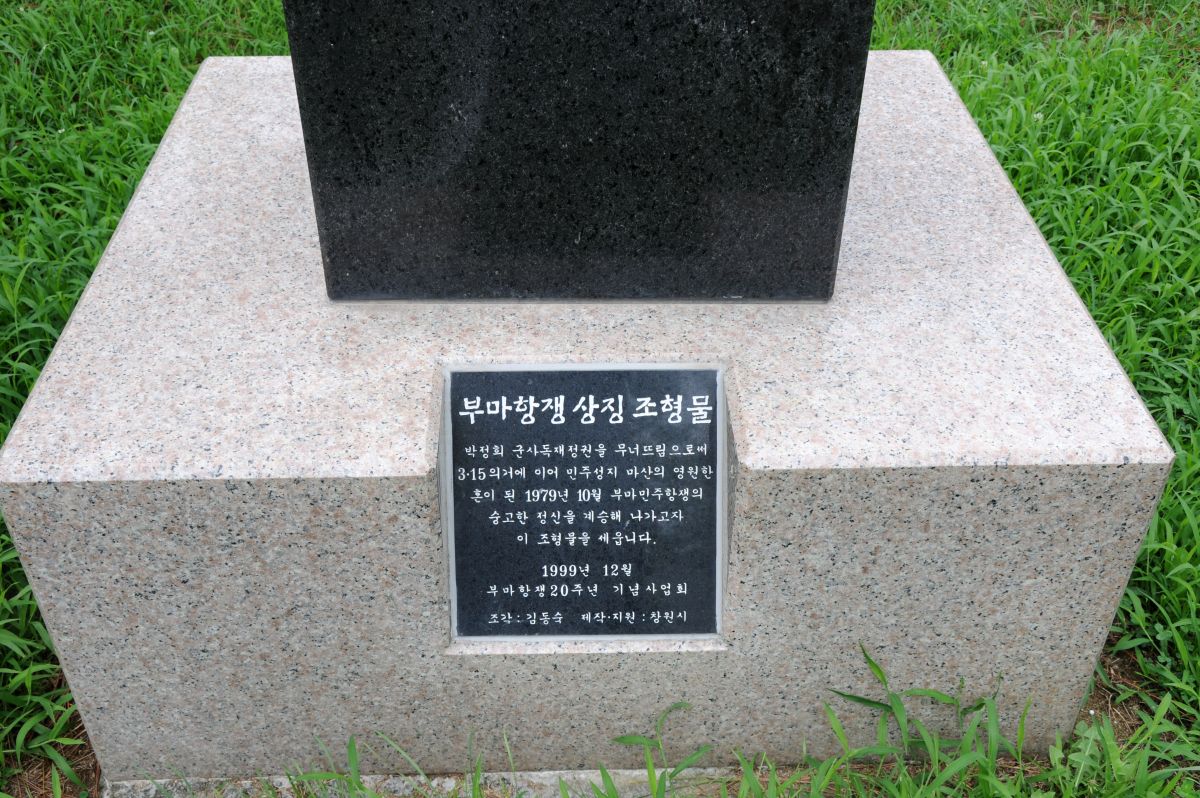 부마항쟁 상징 조형물
박정희 군사독재정권을 무너뜨림으로써
3·15의거에 이어 민주성지 마산의 영원한
혼이 된 1979년 10월 부마민주항쟁의
숭고한 정신을 계승해 나가고자
이 조형물을 세웁니다.
1999년 12월
부마항쟁20주년 기념사업회
조각 : 김동숙 제작·지원 : 창원시